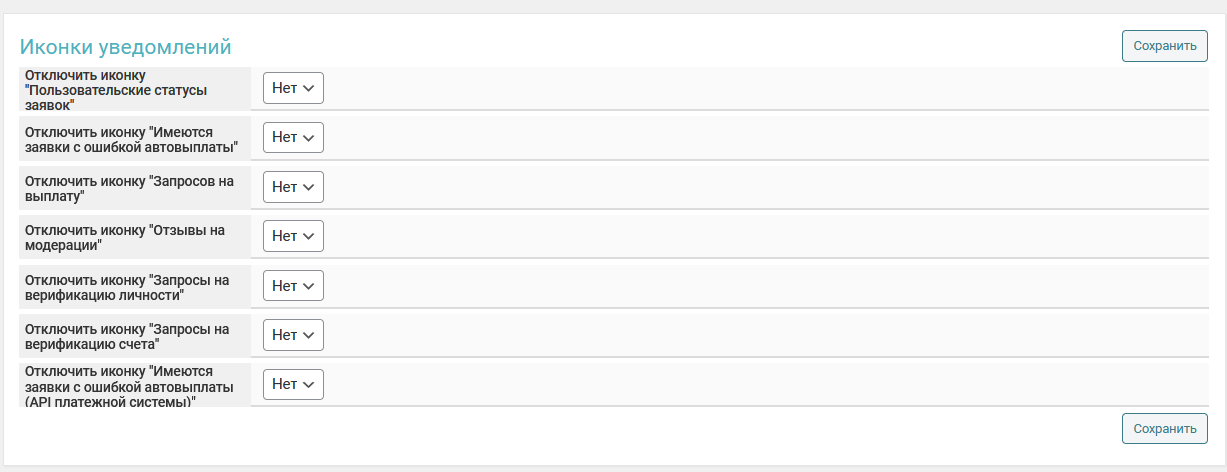 Иконки уведомлений
Сохранить
Отключить иконку
"Пользовательские статусы
заявок"
Нет
Отключить иконку "Имеются
заявки с ошибкой автовыплаты"
Нет
Отключить иконку "Запросов на
выплату"
Нет
Отключить иконку "Отзывы на
модерации"
Нет
Отключить иконку "Запросы на
верификацию личности"
Нет
Отключить иконку "Запросы на
верификацию счета"
Нет
Отключить иконку "Имеются
заявки с ошибкой автовыплаты
(API платежной системы)"
Нет
Сохранить